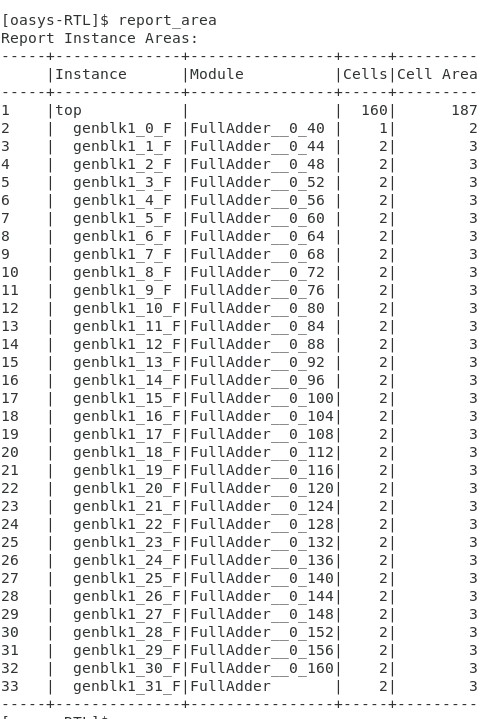 [oasys-RTL]$ report_area
Report Instance Areas:
-----+--------------+----------------+-----+---------
     |Instance      |Module          |Cells|Cell Area
-----+--------------+----------------+-----+---------
1    |top           |                |  160|      187
2    |  genblk1_0_F |FullAdder__0_40 |    1|        2
3    |  genblk1_1_F |FullAdder__0_44 |    2|        3
4    |  genblk1_2_F |FullAdder__0_48 |    2|        3
5    |  genblk1_3_F |FullAdder__0_52 |    2|        3
6    |  genblk1_4_F |FullAdder__0_56 |    2|        3
7    |  genblk1_5_F |FullAdder__0_60 |    2|        3
8    |  genblk1_6_F |FullAdder__0_64 |    2|        3
9    |  genblk1_7_F |FullAdder__0_68 |    2|        3
10   |  genblk1_8_F |FullAdder__0_72 |    2|        3
11   |  genblk1_9_F |FullAdder__0_76 |    2|        3
12   |  genblk1_10_F|FullAdder__0_80 |    2|        3
13   |  genblk1_11_F|FullAdder__0_84 |    2|        3
14   |  genblk1_12_F|FullAdder__0_88 |    2|        3
15   |  genblk1_13_F|FullAdder__0_92 |    2|        3
16   |  genblk1_14_F|FullAdder__0_96 |    2|        3
17   |  genblk1_15_F|FullAdder__0_100|    2|        3
18   |  genblk1_16_F|FullAdder__0_104|    2|        3
19   |  genblk1_17_F|FullAdder__0_108|    2|        3
20   |  genblk1_18_F|FullAdder__0_112|    2|        3
21   |  genblk1_19_F|FullAdder__0_116|    2|        3
22   |  genblk1_20_F|FullAdder__0_120|    2|        3
23   |  genblk1_21_F|FullAdder__0_124|    2|        3
24   |  genblk1_22_F|FullAdder__0_128|    2|        3
25   |  genblk1_23_F|FullAdder__0_132|    2|        3
26   |  genblk1_24_F|FullAdder__0_136|    2|        3
27   |  genblk1_25_F|FullAdder__0_140|    2|        3
28   |  genblk1_26_F|FullAdder__0_144|    2|        3
29   |  genblk1_27_F|FullAdder__0_148|    2|        3
30   |  genblk1_28_F|FullAdder__0_152|    2|        3
31   |  genblk1_29_F|FullAdder__0_156|    2|        3
32   |  genblk1_30_F|FullAdder__0_160|    2|        3
33   |  genblk1_31_F|FullAdder       |    2|        3
-----+--------------+----------------+-----+---------